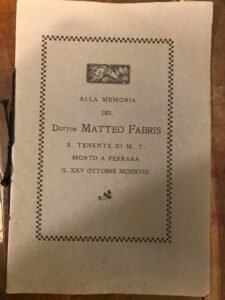 ALLA MEMORIA
DEL
DOTTOR MATTEO FABRIS
S. TENENTE DI M. T.
MORTO A FERRARA
IL XXV OTTOBRE MCMXVIII